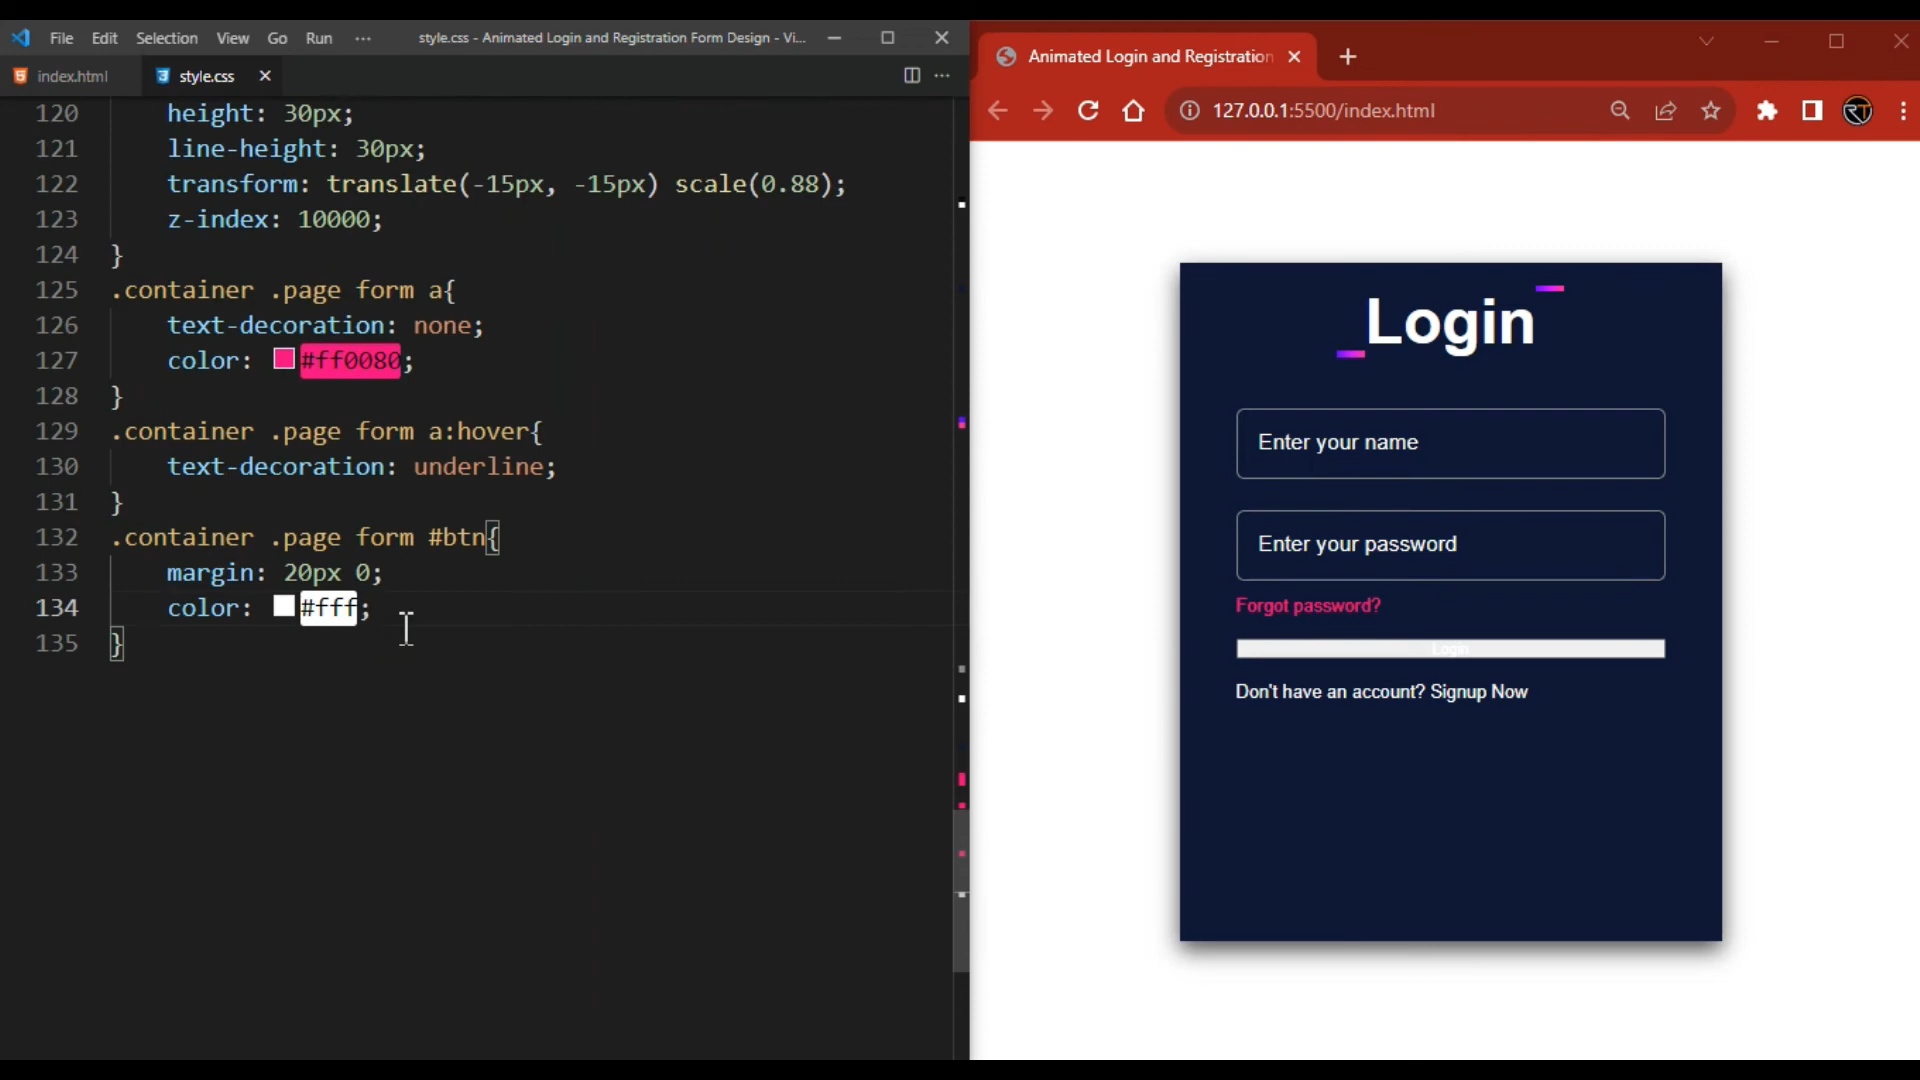 File Edit Selection View Go Run ··· style.css - Animated Login and Registration Form Design - Vi...
index.html style.css
120 height: 30px;
121 line-height: 30px;
122 transform: translate(-15px, -15px) scale(0.88);
123 z-index: 10000;
124 }
125 .container .page form a{
126 text-decoration: none;
127 color: #ff0080;
128 }
129 .container .page form a:hover{
130 text-decoration: underline;
131 }
132 .container .page form #btn{
133 margin: 20px 0;
134 color: #fff;
135 }
Animated Login and Registration
127.0.0.1:5500/index.html
RT
Login
Enter your name
Enter your password
Forgot password?
Login
Don't have an account? Signup Now